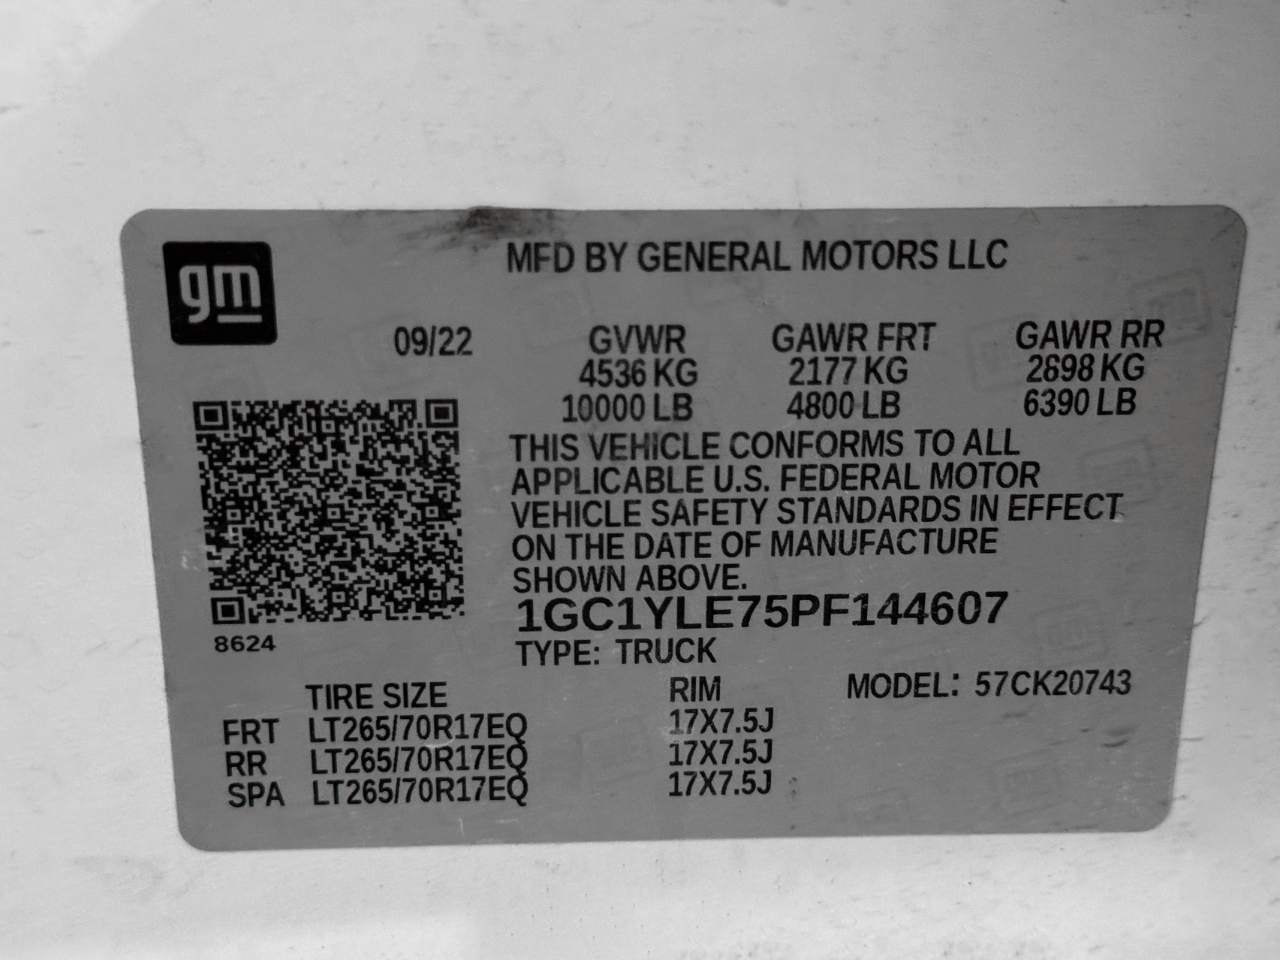 gm
MFD BY GENERAL MOTORS LLC
09/22 GVWR GAWR FRT GAWR RR
4536 KG 2177 KG 2898 KG
10000 LB 4800 LB 6390 LB
THIS VEHICLE CONFORMS TO ALL
APPLICABLE U.S. FEDERAL MOTOR
VEHICLE SAFETY STANDARDS IN EFFECT
ON THE DATE OF MANUFACTURE
SHOWN ABOVE.
1GC1YLE75PF144607
8624
TYPE: TRUCK
TIRE SIZE RIM MODEL: 57CK20743
FRT LT265/70R17EQ 17X7.5J
RR LT265/70R17EQ 17X7.5J
SPA LT265/70R17EQ 17X7.5J